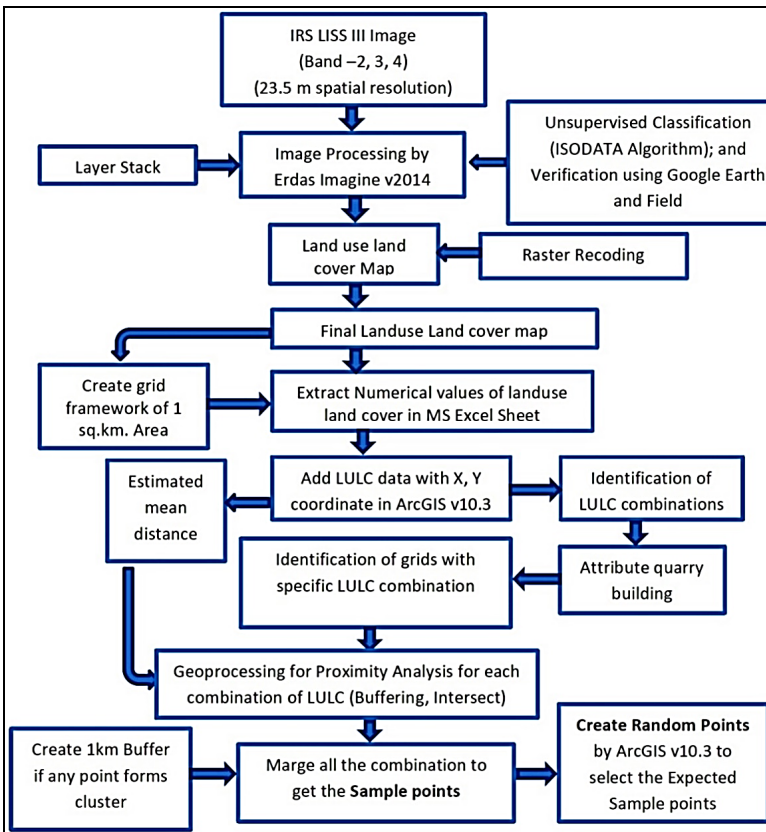 IRS LISS III Image
(Band –2, 3, 4)
(23.5 m spatial resolution)
Unsupervised Classification
(ISODATA Algorithm); and
Verification using Google Earth
and Field
Layer Stack
Image Processing by
Erdas Imagine v2014
Land use land
cover Map
Raster Recoding
Final Landuse Land cover map
Create grid
framework of 1
sq.km. Area
Extract Numerical values of landuse
land cover in MS Excel Sheet
Estimated
mean
distance
Add LULC data with X, Y
coordinate in ArcGIS v10.3
Identification of
LULC combinations
Identification of grids with
specific LULC combination
Attribute quarry
building
Geoprocessing for Proximity Analysis for each
combination of LULC (Buffering, Intersect)
Create 1km Buffer
if any point forms
cluster
Marge all the combination to
get the Sample points
Create Random Points
by ArcGIS v10.3 to
select the Expected
Sample points